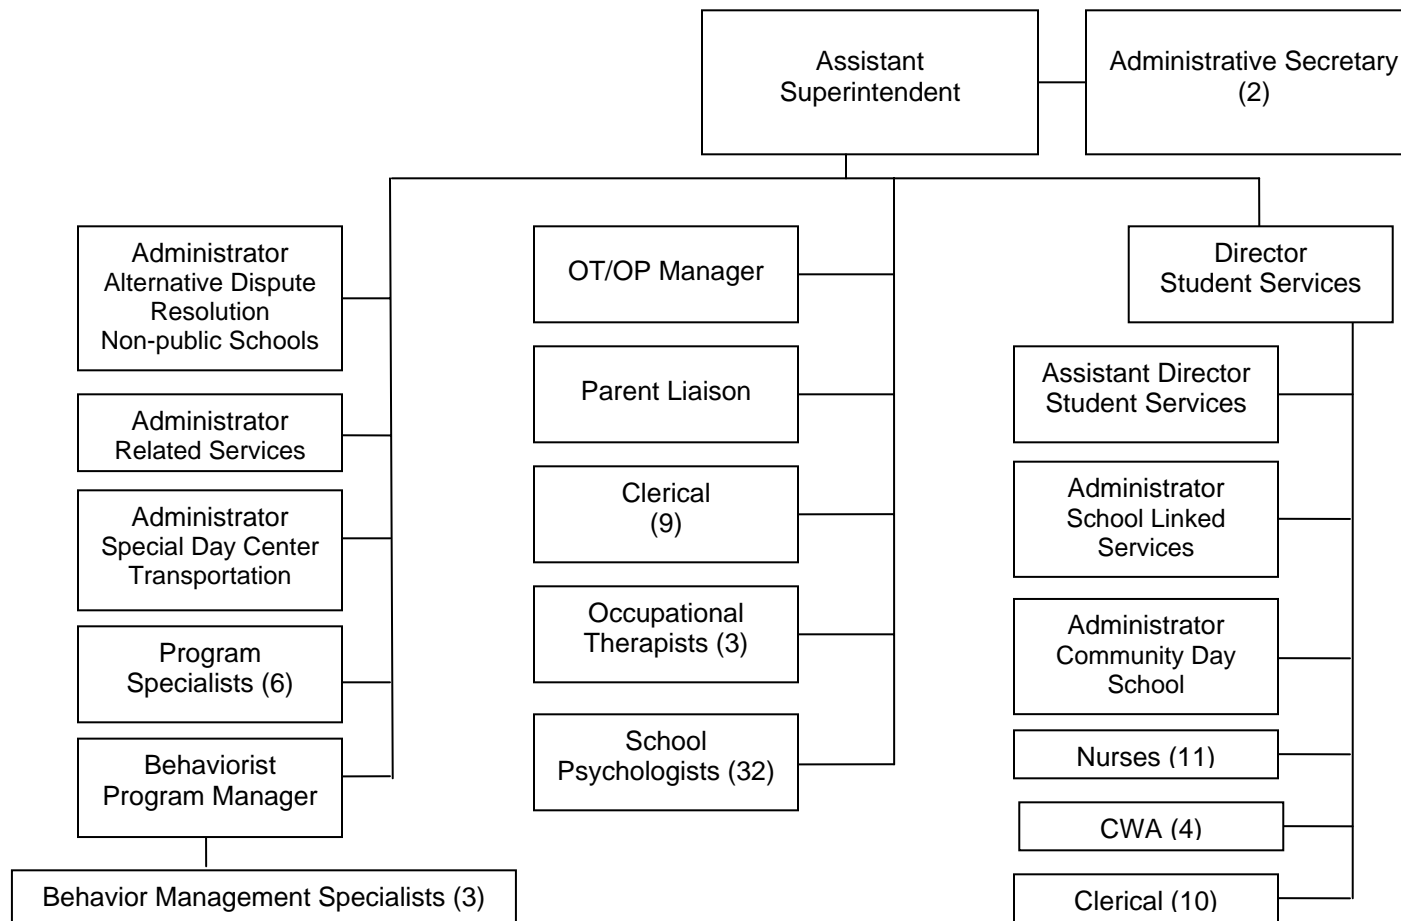 Assistant
Superintendent
Administrative Secretary
(2)
Administrator
Alternative Dispute
Resolution
Non-public Schools
Administrator
Related Services
Administrator
Special Day Center
Transportation
Program
Specialists (6)
Behaviorist
Program Manager
Behavior Management Specialists (3)
OT/OP Manager
Parent Liaison
Clerical
(9)
Occupational
Therapists (3)
School
Psychologists (32)
Director
Student Services
Assistant Director
Student Services
Administrator
School Linked
Services
Administrator
Community Day
School
Nurses (11)
CWA (4)
Clerical (10)